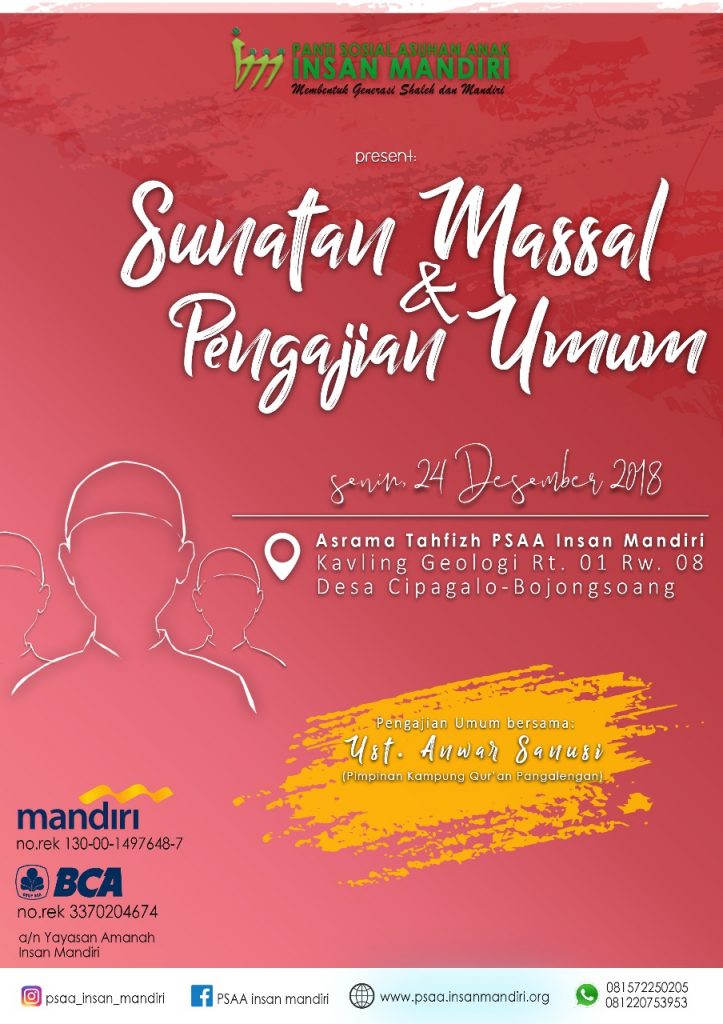 PANTI SOSIAL ASUHAN ANAK
INSAN MANDIRI
Membentuk Generasi Shaleh dan Mandiri
present:
Sunatan Massal
&
Pengajian Umum
senin, 24 Desember 2018
Asrama Tahfizh PSAA Insan Mandiri
Kavling Geologi Rt. 01 Rw. 08
Desa Cipagalo-Bojongsoang
Pengajian Umum bersama:
Ust. Anwar Sanusi
(Pimpinan Kampung Qur'an Pangalengan)
mandiri
no.rek 130-00-1497648-7
BCA
no.rek 3370204674
a/n Yayasan Amanah
Insan Mandiri
psaa_insan_mandiri
PSAA insan mandiri
www.psaa.insanmandiri.org
081572250205
081220753953